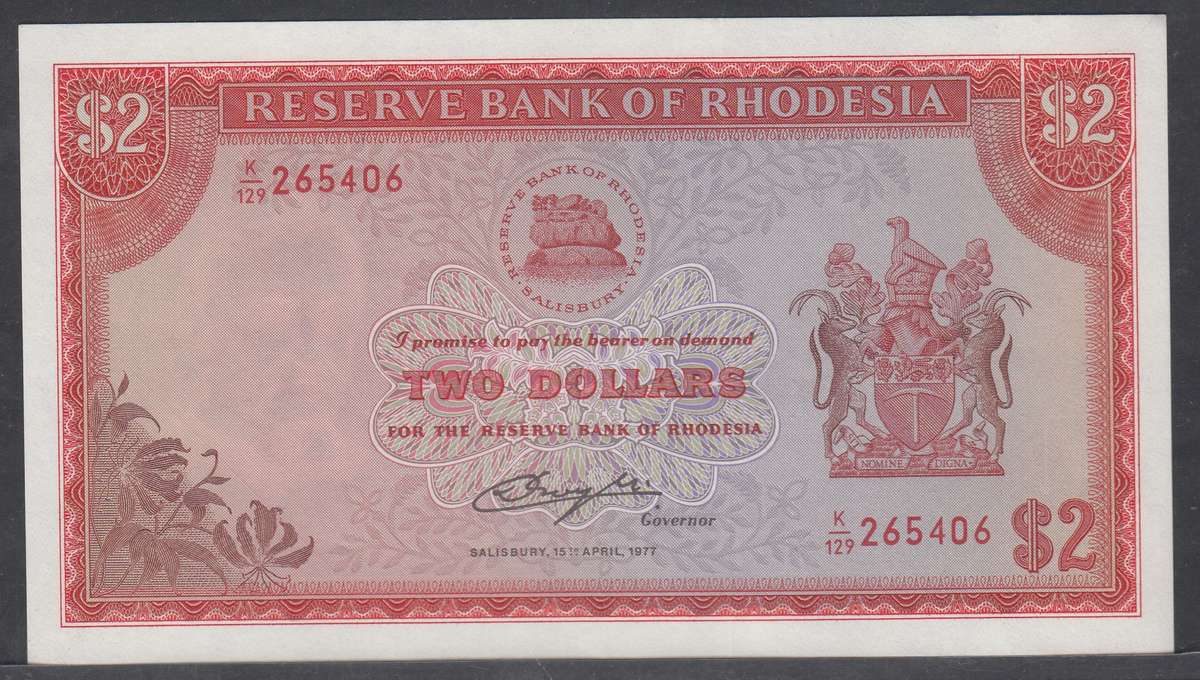 $2
RESERVE BANK OF RHODESIA
$2
K/129 265406
RESERVE BANK OF RHODESIA
· SALISBURY ·
I promise to pay the bearer on demand
TWO DOLLARS
FOR THE RESERVE BANK OF RHODESIA
Governor
SALISBURY, 15TH APRIL, 1977
NOMINE DIGNA
K/129 265406
$2